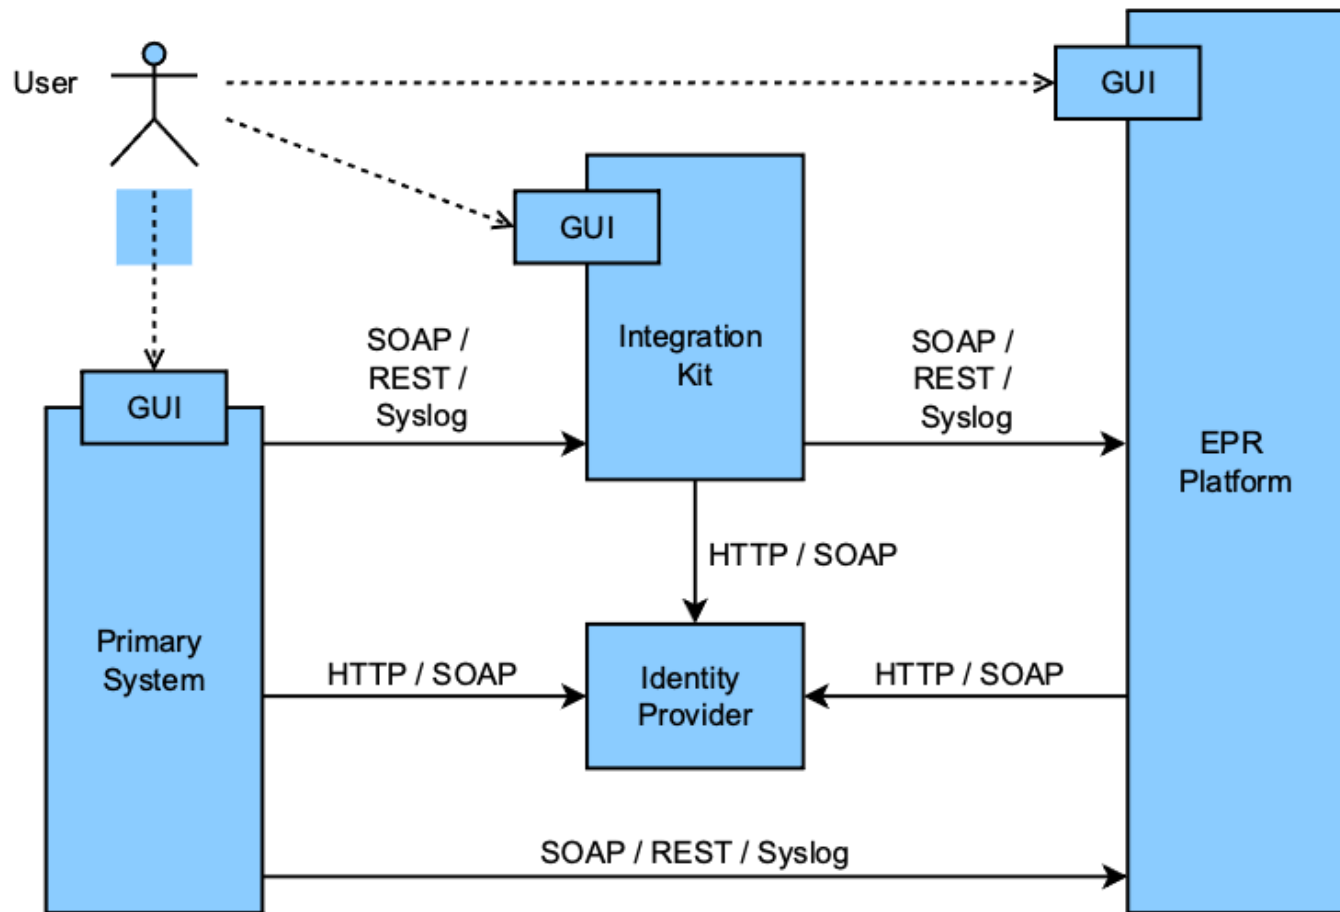 User
GUI
GUI
GUI
SOAP /
REST /
Syslog
Integration
Kit
SOAP /
REST /
Syslog
EPR
Platform
HTTP / SOAP
Primary
System
HTTP / SOAP
Identity
Provider
HTTP / SOAP
SOAP / REST / Syslog